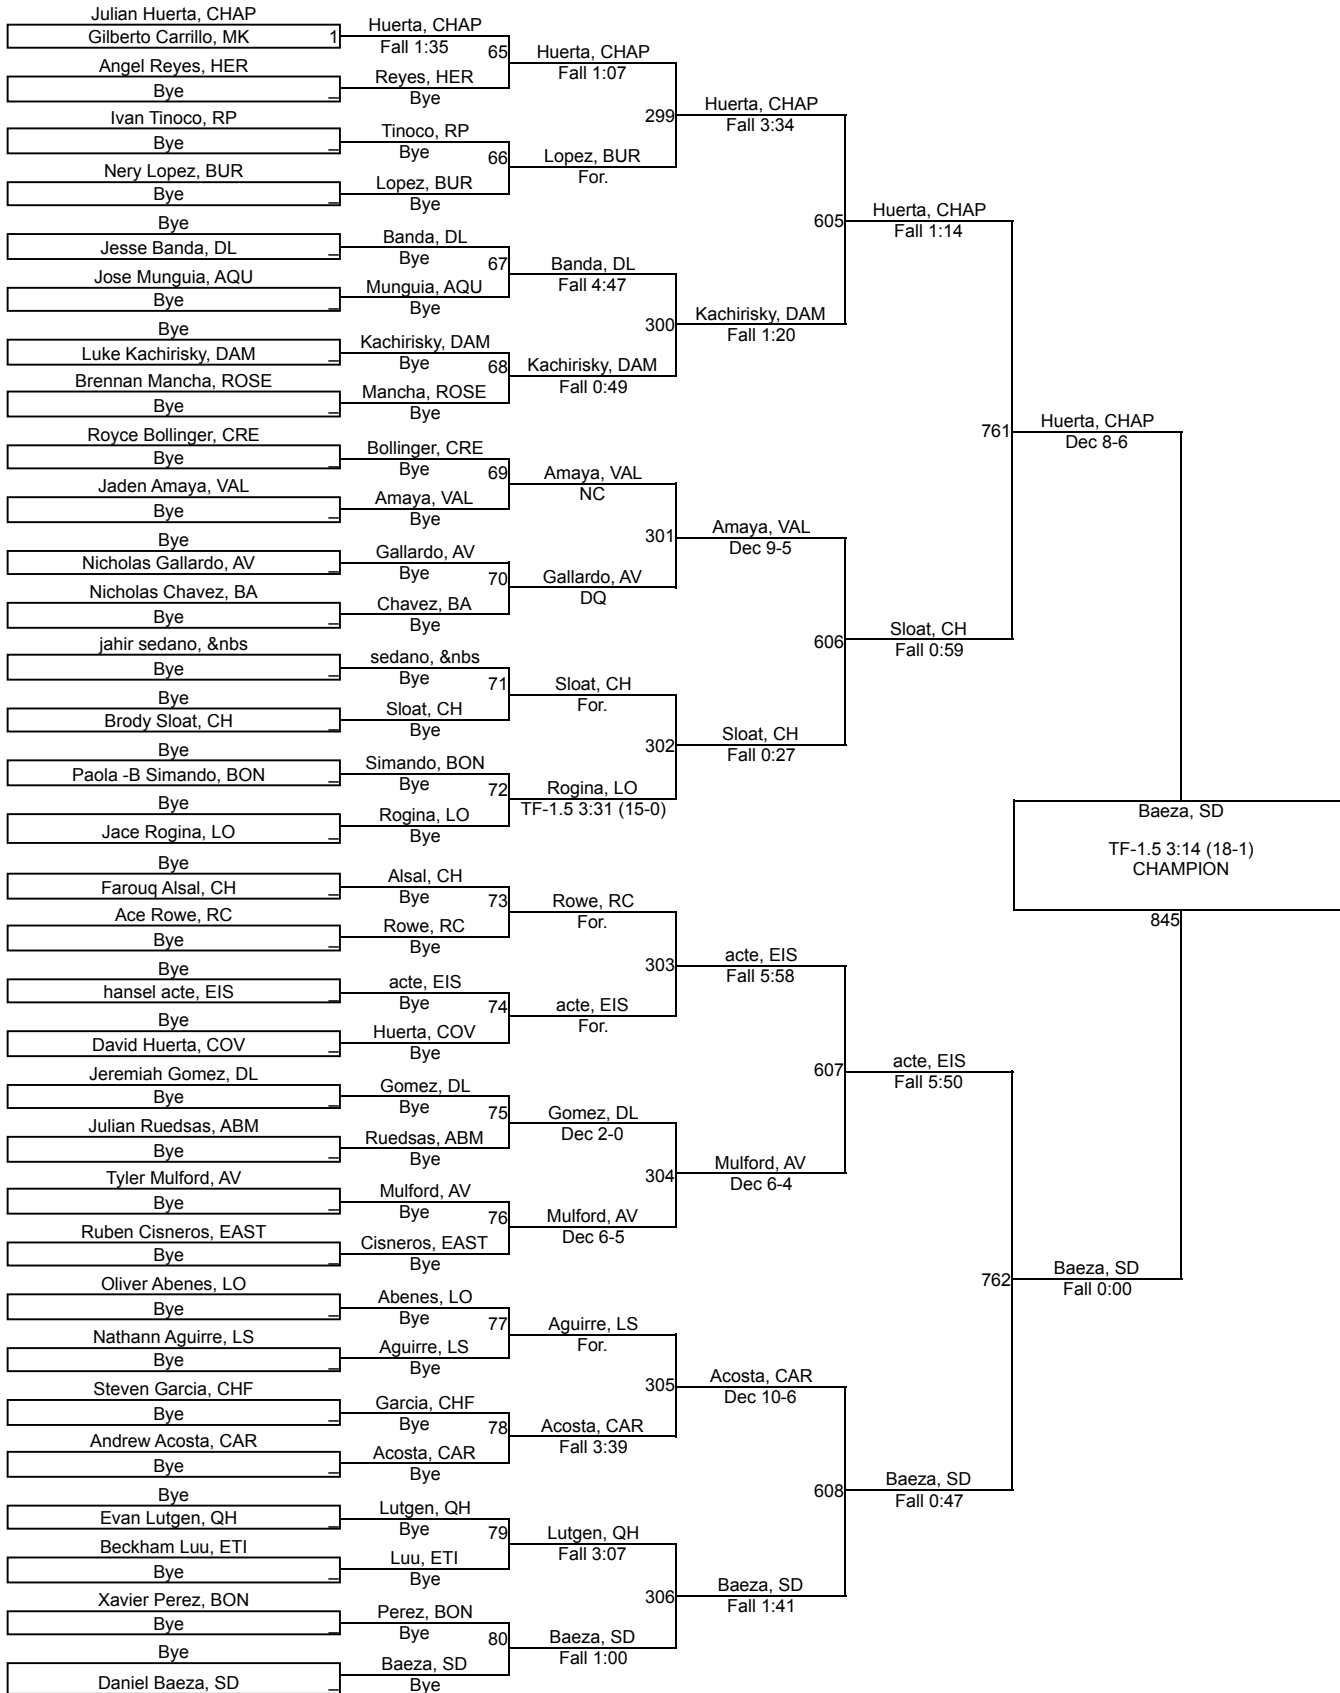 Julian Huerta, CHAP
Gilberto Carrillo, MK 1
Angel Reyes, HER
Bye _
Ivan Tinoco, RP
Bye _
Nery Lopez, BUR
Bye _
Bye
Jesse Banda, DL _
Jose Munguia, AQU
Bye _
Bye
Luke Kachirisky, DAM _
Brennan Mancha, ROSE
Bye _
Royce Bollinger, CRE
Bye _
Jaden Amaya, VAL
Bye _
Bye
Nicholas Gallardo, AV _
Nicholas Chavez, BA
Bye _
jahir sedano, &nbs
Bye _
Bye
Brody Sloat, CH _
Bye
Paola -B Simando, BON _
Bye
Jace Rogina, LO _
Bye
Farouq Alsal, CH _
Ace Rowe, RC
Bye _
Bye
hansel acte, EIS _
Bye
David Huerta, COV _
Jeremiah Gomez, DL
Bye _
Julian Ruedsas, ABM
Bye _
Tyler Mulford, AV
Bye _
Ruben Cisneros, EAST
Bye _
Oliver Abenes, LO
Bye _
Nathann Aguirre, LS
Bye _
Steven Garcia, CHF
Bye _
Andrew Acosta, CAR
Bye _
Bye
Evan Lutgen, QH _
Beckham Luu, ETI
Bye _
Xavier Perez, BON
Bye _
Bye
Daniel Baeza, SD _
Huerta, CHAP
Fall 1:35
65
Reyes, HER
Bye
Tinoco, RP
Bye
66
Lopez, BUR
Bye
Banda, DL
Bye
67
Munguia, AQU
Bye
Kachirisky, DAM
Bye
68
Mancha, ROSE
Bye
Bollinger, CRE
Bye
69
Amaya, VAL
Bye
Gallardo, AV
Bye
70
Chavez, BA
Bye
sedano, &nbs
Bye
71
Sloat, CH
Bye
Simando, BON
Bye
72
Rogina, LO
Bye
Alsal, CH
Bye
73
Rowe, RC
Bye
acte, EIS
Bye
74
Huerta, COV
Bye
Gomez, DL
Bye
75
Ruedsas, ABM
Bye
Mulford, AV
Bye
76
Cisneros, EAST
Bye
Abenes, LO
Bye
77
Aguirre, LS
Bye
Garcia, CHF
Bye
78
Acosta, CAR
Bye
Lutgen, QH
Bye
79
Luu, ETI
Bye
Perez, BON
Bye
80
Baeza, SD
Bye
Huerta, CHAP
Fall 1:07
299
Lopez, BUR
For.
Banda, DL
Fall 4:47
300
Kachirisky, DAM
Fall 0:49
Amaya, VAL
NC
301
Gallardo, AV
DQ
Sloat, CH
For.
302
Rogina, LO
TF-1.5 3:31 (15-0)
Rowe, RC
For.
303
acte, EIS
For.
Gomez, DL
Dec 2-0
304
Mulford, AV
Dec 6-5
Aguirre, LS
For.
305
Acosta, CAR
Fall 3:39
Lutgen, QH
Fall 3:07
306
Baeza, SD
Fall 1:00
Huerta, CHAP
Fall 3:34
605
Kachirisky, DAM
Fall 1:20
Amaya, VAL
Dec 9-5
606
Sloat, CH
Fall 0:27
acte, EIS
Fall 5:58
607
Mulford, AV
Dec 6-4
Acosta, CAR
Dec 10-6
608
Baeza, SD
Fall 1:41
Huerta, CHAP
Fall 1:14
761
Sloat, CH
Fall 0:59
acte, EIS
Fall 5:50
762
Baeza, SD
Fall 0:47
Huerta, CHAP
Dec 8-6
Baeza, SD
TF-1.5 3:14 (18-1)
CHAMPION
845
Baeza, SD
Fall 0:00